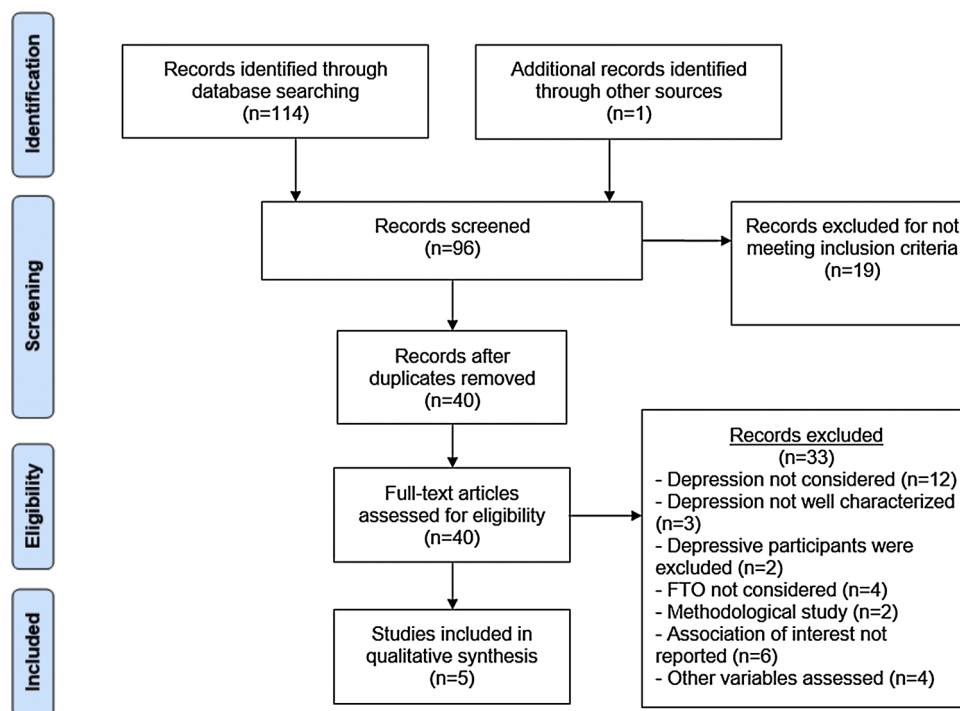 Identification
Records identified through
database searching
(n=114)
Additional records identified
through other sources
(n=1)
Screening
Records screened
(n=96)
Records excluded for not
meeting inclusion criteria
(n=19)
Records after
duplicates removed
(n=40)
Eligibility
Full-text articles
assessed for eligibility
(n=40)
Records excluded
(n=33)
- Depression not considered (n=12)
- Depression not well characterized
(n=3)
- Depressive participants were
excluded (n=2)
- FTO not considered (n=4)
- Methodological study (n=2)
- Association of interest not
reported (n=6)
- Other variables assessed (n=4)
Included
Studies included in
qualitative synthesis
(n=5)